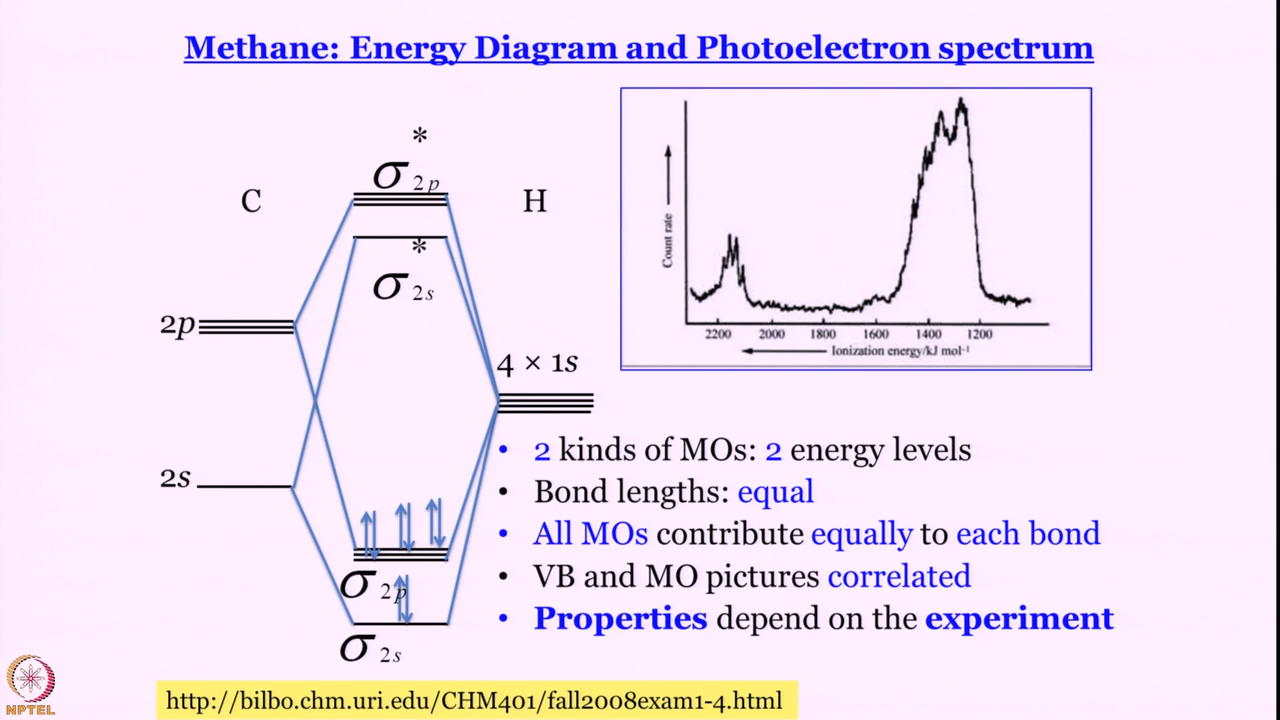 Methane: Energy Diagram and Photoelectron spectrum
*
σ 2p
C
H
*
σ 2s
2p
4 × 1s
2s
σ 2p
σ 2s
Count rate
2200 2000 1800 1600 1400 1200
Ionization energy/kJ mol⁻¹
• 2 kinds of MOs: 2 energy levels
• Bond lengths: equal
• All MOs contribute equally to each bond
• VB and MO pictures correlated
• Properties depend on the experiment
NPTEL
http://bilbo.chm.uri.edu/CHM401/fall2008exam1-4.html